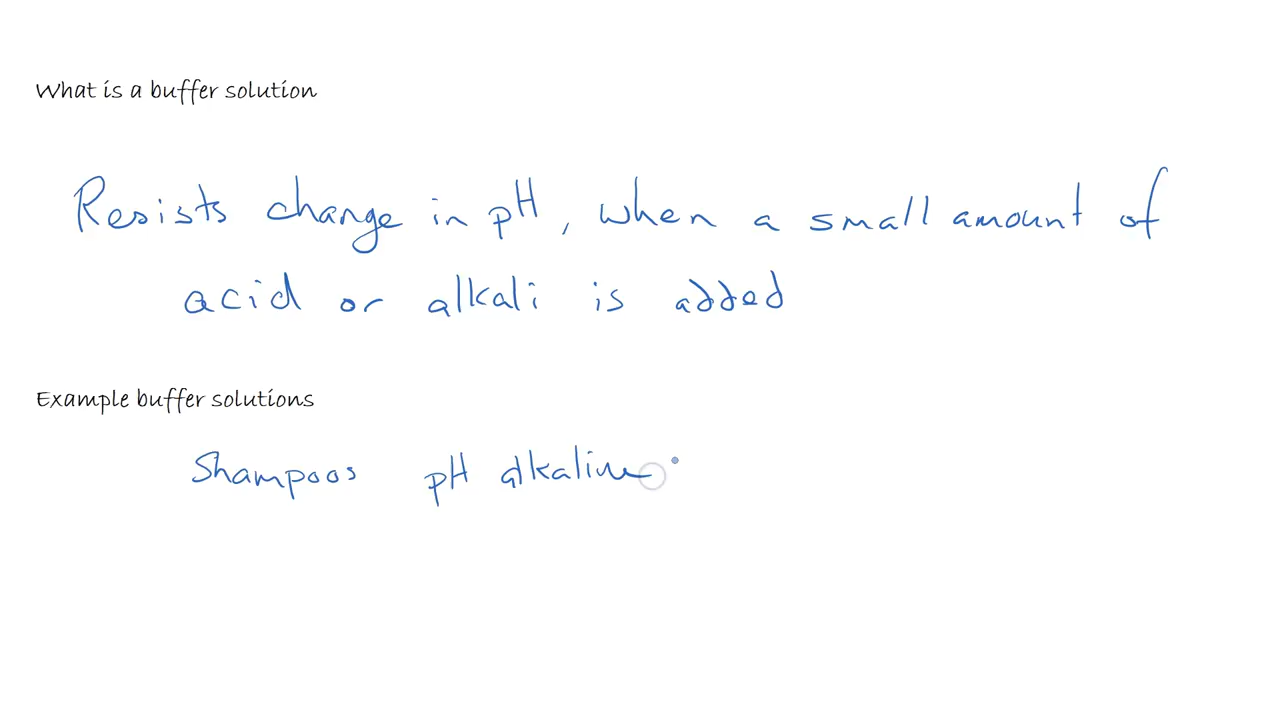 What is a buffer solution
Resists change in pH, when a small amount of
acid or alkali is added
Example buffer solutions
Shampoos pH alkaline